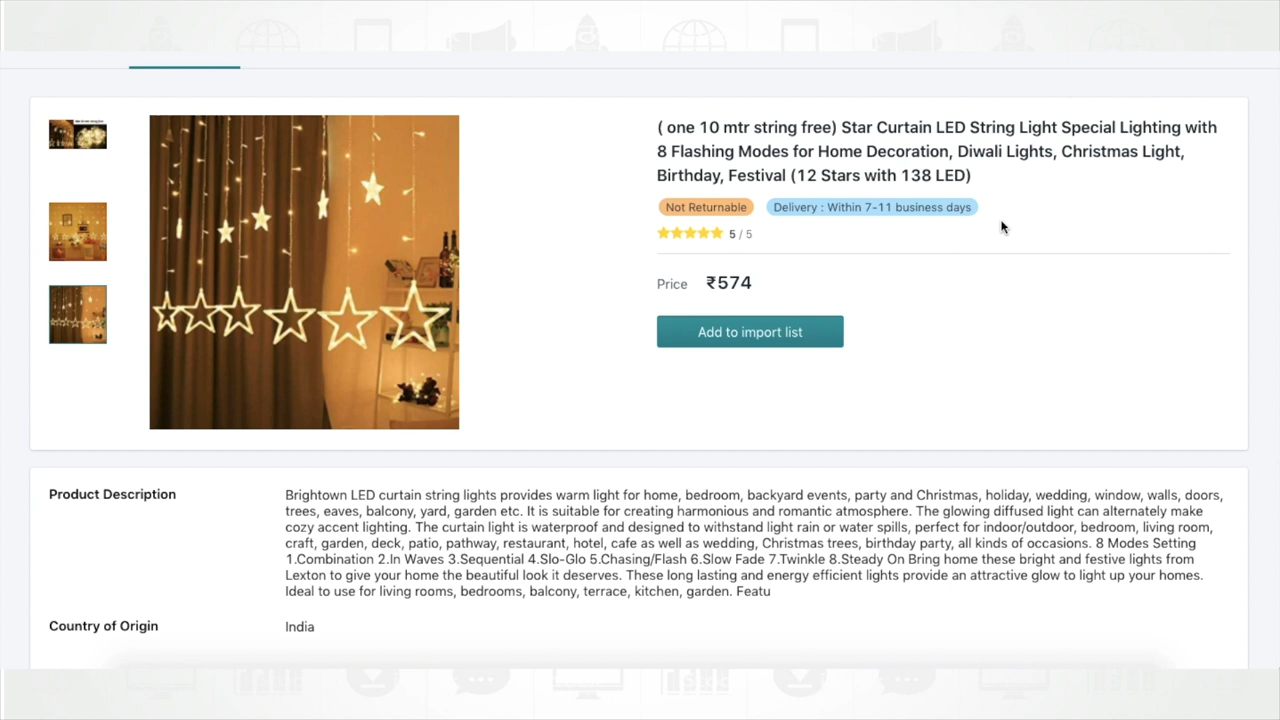 ( one 10 mtr string free) Star Curtain LED String Light Special Lighting with
8 Flashing Modes for Home Decoration, Diwali Lights, Christmas Light,
Birthday, Festival (12 Stars with 138 LED)
Not Returnable Delivery : Within 7-11 business days
5 / 5
Price ₹574
Add to import list
Product Description
Brightown LED curtain string lights provides warm light for home, bedroom, backyard events, party and Christmas, holiday, wedding, window, walls, doors,
trees, eaves, balcony, yard, garden etc. It is suitable for creating harmonious and romantic atmosphere. The glowing diffused light can alternately make
cozy accent lighting. The curtain light is waterproof and designed to withstand light rain or water spills, perfect for indoor/outdoor, bedroom, living room,
craft, garden, deck, patio, pathway, restaurant, hotel, cafe as well as wedding, Christmas trees, birthday party, all kinds of occasions. 8 Modes Setting
1.Combination 2.In Waves 3.Sequential 4.Slo-Glo 5.Chasing/Flash 6.Slow Fade 7.Twinkle 8.Steady On Bring home these bright and festive lights from
Lexton to give your home the beautiful look it deserves. These long lasting and energy efficient lights provide an attractive glow to light up your homes.
Ideal to use for living rooms, bedrooms, balcony, terrace, kitchen, garden. Featu
Country of Origin
India